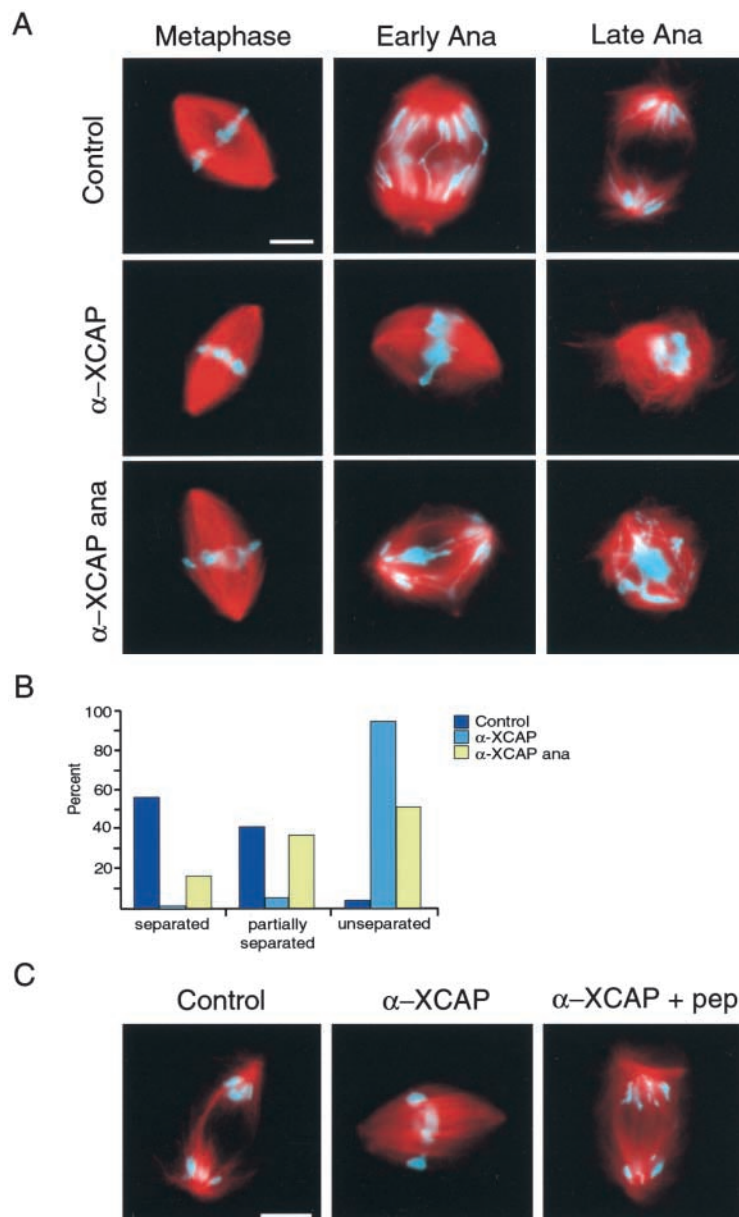 A
Metaphase
Early Ana
Late Ana
Control
α–XCAP
α–XCAP ana
B
100
80
60
40
20
Percent
Control
α-XCAP
α-XCAP ana
separated
partially
separated
unseparated
C
Control
α–XCAP
α–XCAP + pep